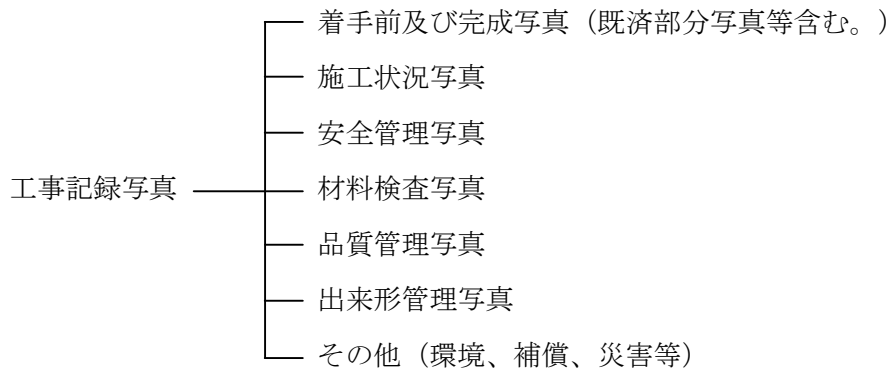 着手前及び完成写真（既済部分写真等含む。）
施工状況写真
安全管理写真
工事記録写真
材料検査写真
品質管理写真
出来形管理写真
その他（環境、補償、災害等）